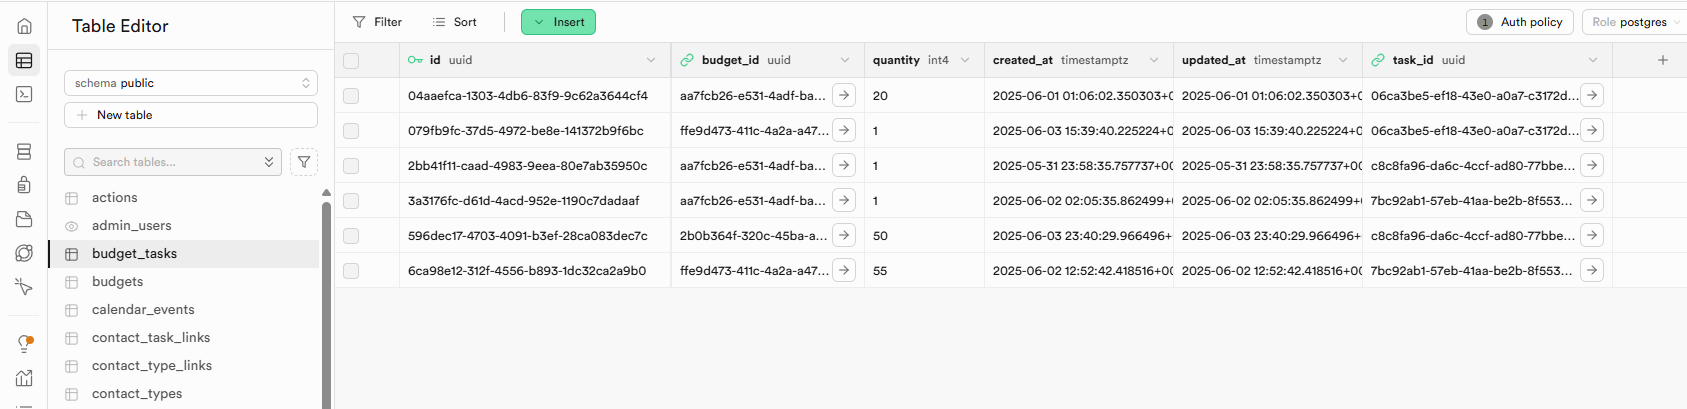 Table Editor
Filter Sort Insert 1 Auth policy Role postgres
schema public
New table
Search tables...
actions
admin_users
budget_tasks
budgets
calendar_events
contact_task_links
contact_type_links
contact_types
id uuid budget_id uuid quantity int4 created_at timestamptz updated_at timestamptz task_id uuid
04aaefca-1303-4db6-83f9-9c62a3644cf4 aa7fcb26-e531-4adf-ba... 20 2025-06-01 01:06:02.350303+0 2025-06-01 01:06:02.350303+0 06ca3be5-ef18-43e0-a0a7-c3172d...
079fb9fc-37d5-4972-be8e-141372b9f6bc ffe9d473-411c-4a2a-a47... 1 2025-06-03 15:39:40.225224+0 2025-06-03 15:39:40.225224+0 06ca3be5-ef18-43e0-a0a7-c3172d...
2bb41f11-caad-4983-9eea-80e7ab35950c aa7fcb26-e531-4adf-ba... 1 2025-05-31 23:58:35.757737+00 2025-05-31 23:58:35.757737+00 c8c8fa96-da6c-4ccf-ad80-77bbe...
3a3176fc-d61d-4acd-952e-1190c7dadaaf aa7fcb26-e531-4adf-ba... 1 2025-06-02 02:05:35.862499+ 2025-06-02 02:05:35.862499+ 7bc92ab1-57eb-41aa-be2b-8f553...
596dec17-4703-4091-b3ef-28ca083dec7c 2b0b364f-320c-45ba-a... 50 2025-06-03 23:40:29.966496+ 2025-06-03 23:40:29.966496+ c8c8fa96-da6c-4ccf-ad80-77bbe...
6ca98e12-312f-4556-b893-1dc32ca2a9b0 ffe9d473-411c-4a2a-a47... 55 2025-06-02 12:52:42.418516+00 2025-06-02 12:52:42.418516+00 7bc92ab1-57eb-41aa-be2b-8f553...